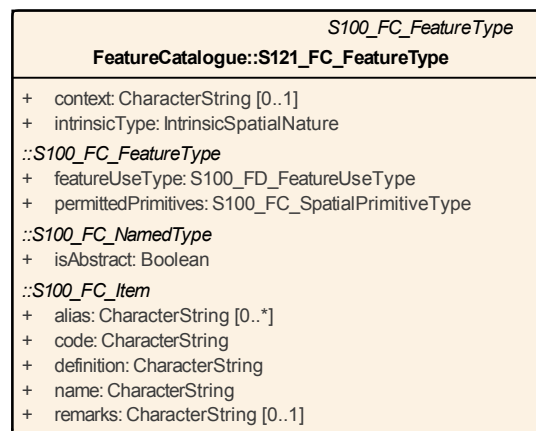 S100_FC_FeatureType
FeatureCatalogue::S121_FC_FeatureType
+ context: CharacterString [0..1]
+ intrinsicType: IntrinsicSpatialNature
::S100_FC_FeatureType
+ featureUseType: S100_FD_FeatureUseType
+ permittedPrimitives: S100_FC_SpatialPrimitiveType
::S100_FC_NamedType
+ isAbstract: Boolean
::S100_FC_Item
+ alias: CharacterString [0..*]
+ code: CharacterString
+ definition: CharacterString
+ name: CharacterString
+ remarks: CharacterString [0..1]